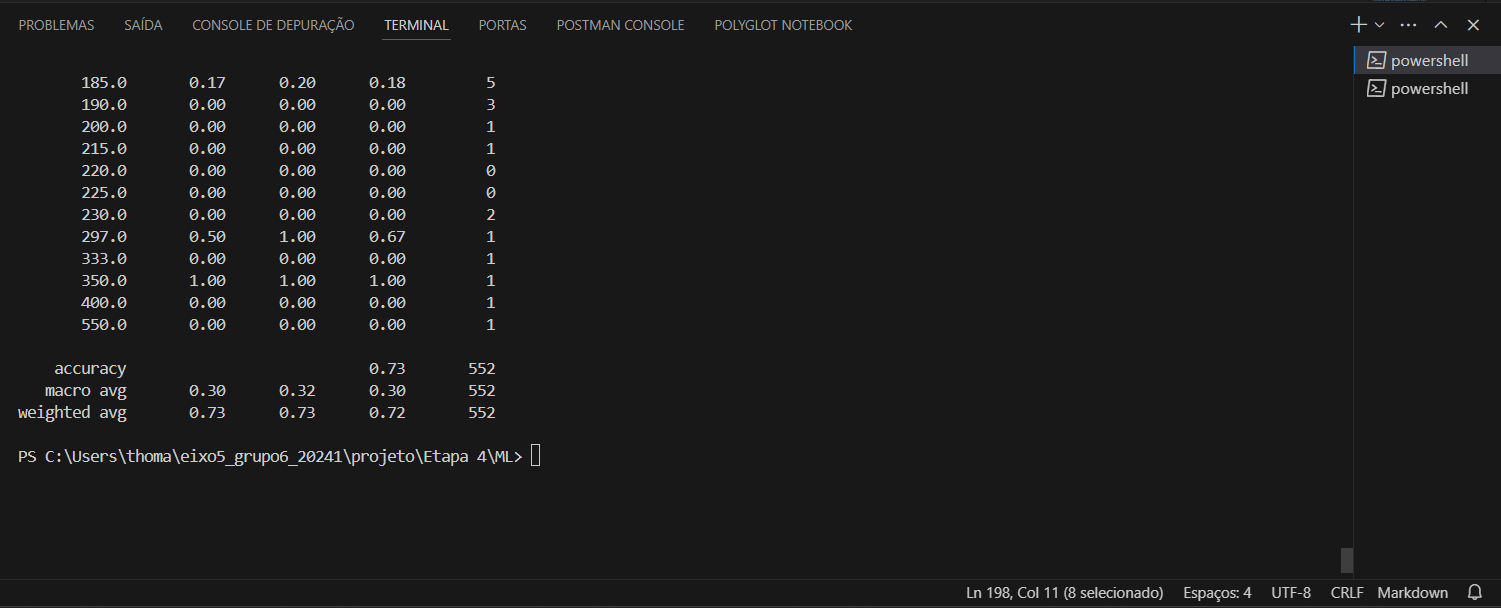 PROBLEMAS SAÍDA CONSOLE DE DEPURAÇÃO TERMINAL PORTAS POSTMAN CONSOLE POLYGLOT NOTEBOOK
powershell
powershell
185.0 0.17 0.20 0.18 5
190.0 0.00 0.00 0.00 3
200.0 0.00 0.00 0.00 1
215.0 0.00 0.00 0.00 1
220.0 0.00 0.00 0.00 0
225.0 0.00 0.00 0.00 0
230.0 0.00 0.00 0.00 2
297.0 0.50 1.00 0.67 1
333.0 0.00 0.00 0.00 1
350.0 1.00 1.00 1.00 1
400.0 0.00 0.00 0.00 1
550.0 0.00 0.00 0.00 1
accuracy 0.73 552
macro avg 0.30 0.32 0.30 552
weighted avg 0.73 0.73 0.72 552
PS C:\Users\thoma\eixo5_grupo6_20241\projeto\Etapa 4\ML>
Ln 198, Col 11 (8 selecionado) Espaços: 4 UTF-8 CRLF Markdown